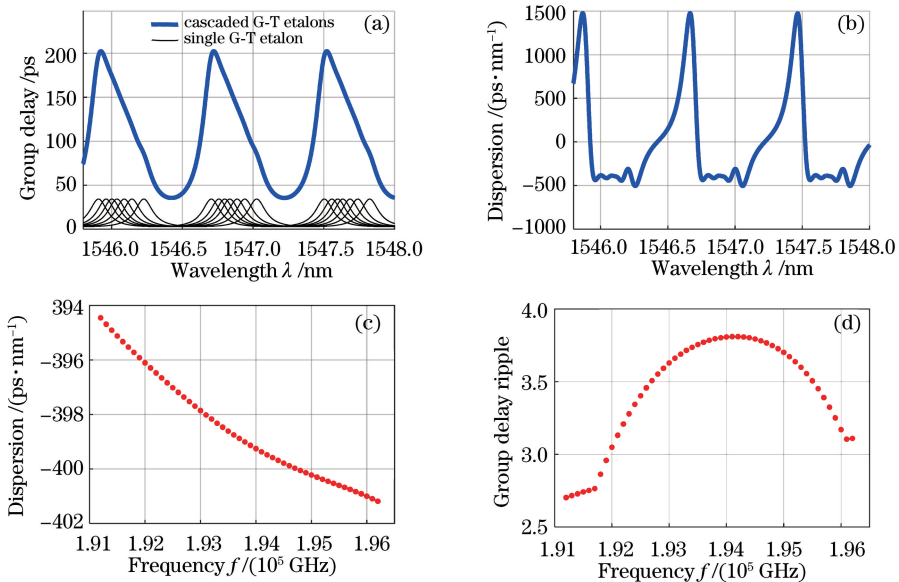 cascaded G-T etalons
single G-T etalon
(a)
200
150
100
50
0
Group delay /ps
1546.0 1546.5 1547.0 1547.5 1548.0
Wavelength λ /nm
(b)
1500
1000
500
0
−500
−1000
Dispersion /(ps·nm⁻¹)
1546.0 1546.5 1547.0 1547.5 1548.0
Wavelength λ /nm
(c)
394
−396
−398
−400
−402
Dispersion /(ps·nm⁻¹)
1.91 1.92 1.93 1.94 1.95 1.96
Frequency f /(10⁵ GHz)
(d)
4.0
3.5
3.0
2.5
Group delay ripple
1.91 1.92 1.93 1.94 1.95 1.96
Frequency f /(10⁵ GHz)